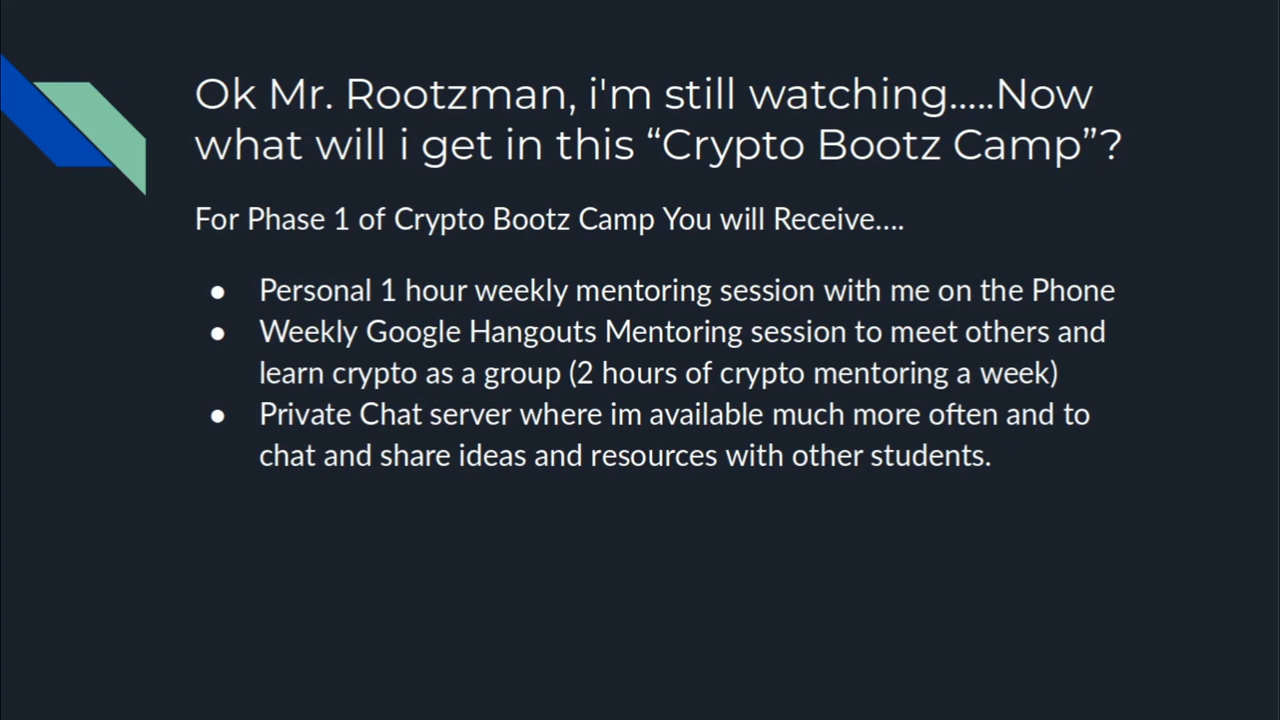 Ok Mr. Rootzman, i'm still watching.....Now
what will i get in this “Crypto Bootz Camp”?
For Phase 1 of Crypto Bootz Camp You will Receive....
● Personal 1 hour weekly mentoring session with me on the Phone
● Weekly Google Hangouts Mentoring session to meet others and
learn crypto as a group (2 hours of crypto mentoring a week)
● Private Chat server where im available much more often and to
chat and share ideas and resources with other students.